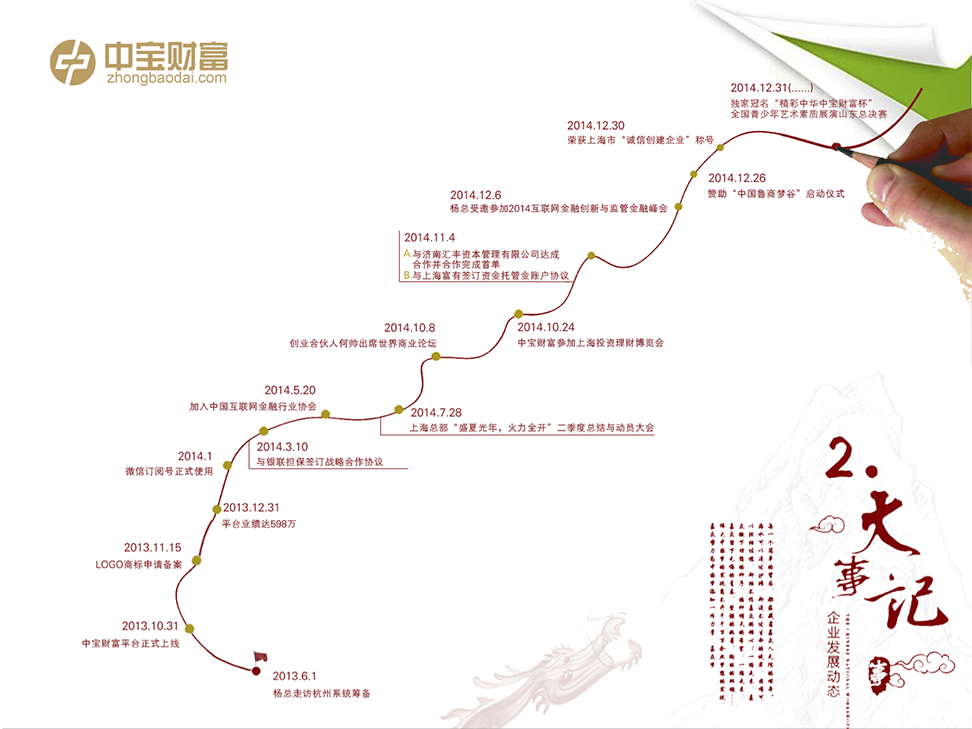 中宝财富
zhongbaodai.com
2014.12.31(......)
独家冠名“精彩中华中宝财富杯”
全国青少年艺术素质展演山东总决赛
2014.12.30
荣获上海市“诚信创建企业”称号
2014.12.26
赞助“中国鲁商梦谷”启动仪式
2014.12.6
杨总受邀参加2014互联网金融创新与监管金融峰会
2014.11.4
A.与济南汇丰资本管理有限公司达成
合作并合作完成首单
B.与上海富有签订资金托管金账户协议
2014.10.24
中宝财富参加上海投资理财博览会
2014.10.8
创业合伙人何帅出席世界商业论坛
2014.7.28
上海总部“盛夏光年，火力全开”二季度总结与动员大会
2014.5.20
加入中国互联网金融行业协会
2014.3.10
与银联担保签订战略合作协议
2014.1
微信订阅号正式使用
2013.12.31
平台业绩达598万
2013.11.15
LOGO商标申请备案
2013.10.31
中宝财富平台正式上线
2013.6.1
杨总走访杭州系统筹备
2.
大事记
企业发展动态